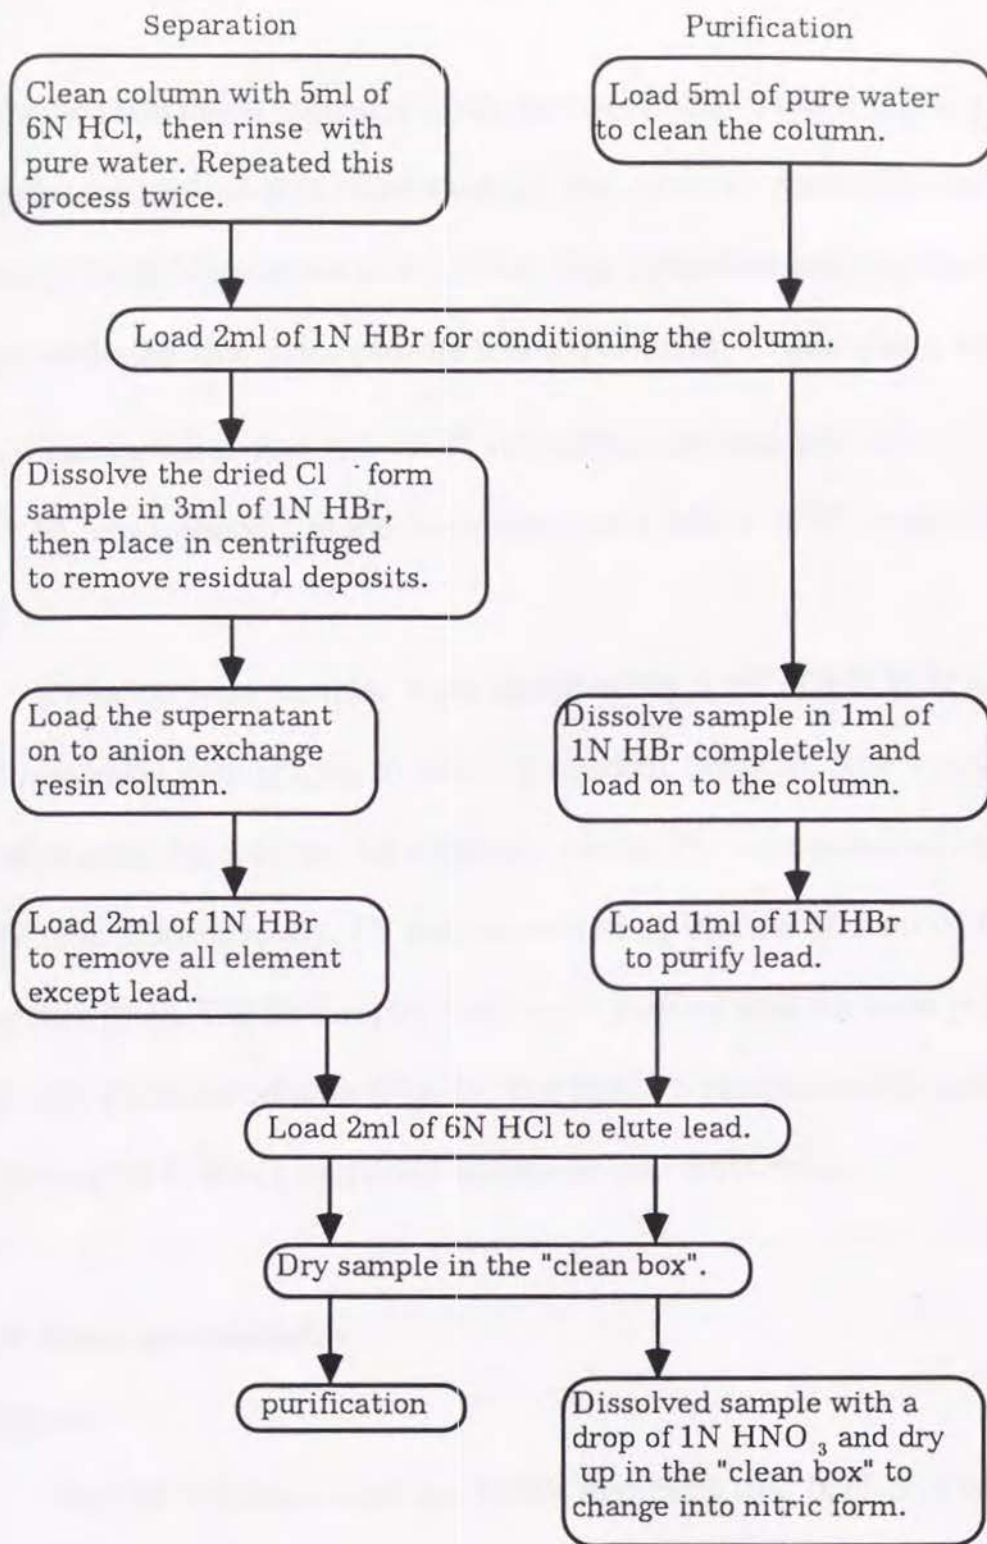 Separation
Purification
Clean column with 5ml of
6N HCl, then rinse with
pure water. Repeated this
process twice.
Load 5ml of pure water
to clean the column.
Load 2ml of 1N HBr for conditioning the column.
Dissolve the dried Cl⁻ form
sample in 3ml of 1N HBr,
then place in centrifuged
to remove residual deposits.
Load the supernatant
on to anion exchange
resin column.
Dissolve sample in 1ml of
1N HBr completely and
load on to the column.
Load 2ml of 1N HBr
to remove all element
except lead.
Load 1ml of 1N HBr
to purify lead.
Load 2ml of 6N HCl to elute lead.
Dry sample in the "clean box".
purification
Dissolved sample with a
drop of 1N HNO₃ and dry
up in the "clean box" to
change into nitric form.